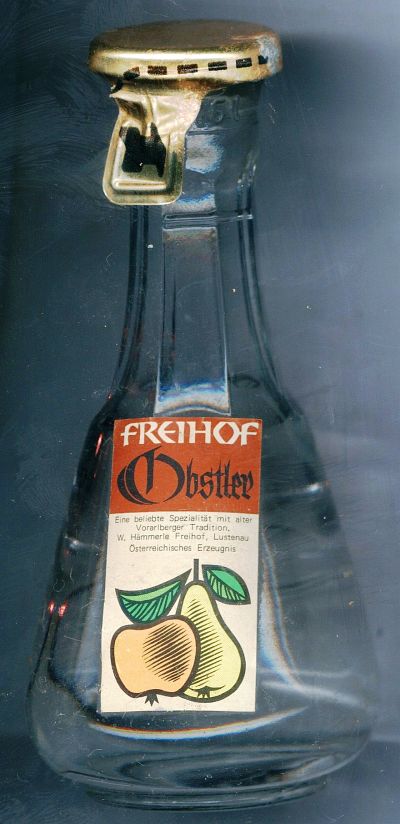 FREIHOF
Obstler
Eine beliebte Spezialität mit alter
Vorarlberger Tradition.
W. Hämmerle Freihof, Lustenau
Österreichisches Erzeugnis